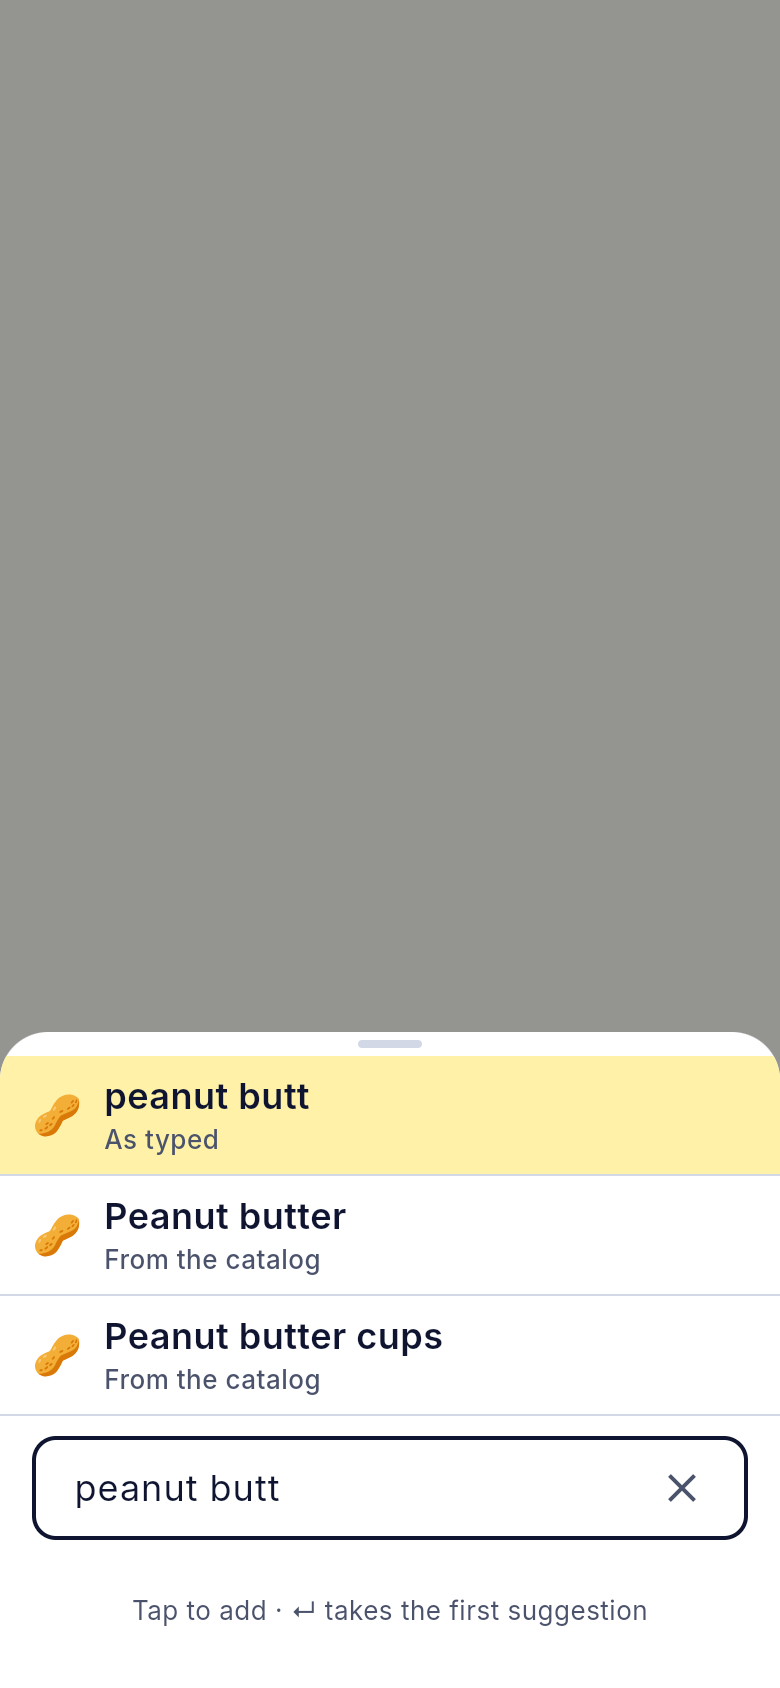 peanut butt
As typed
Peanut butter
From the catalog
Peanut butter cups
From the catalog
peanut butt
Tap to add · ↵ takes the first suggestion